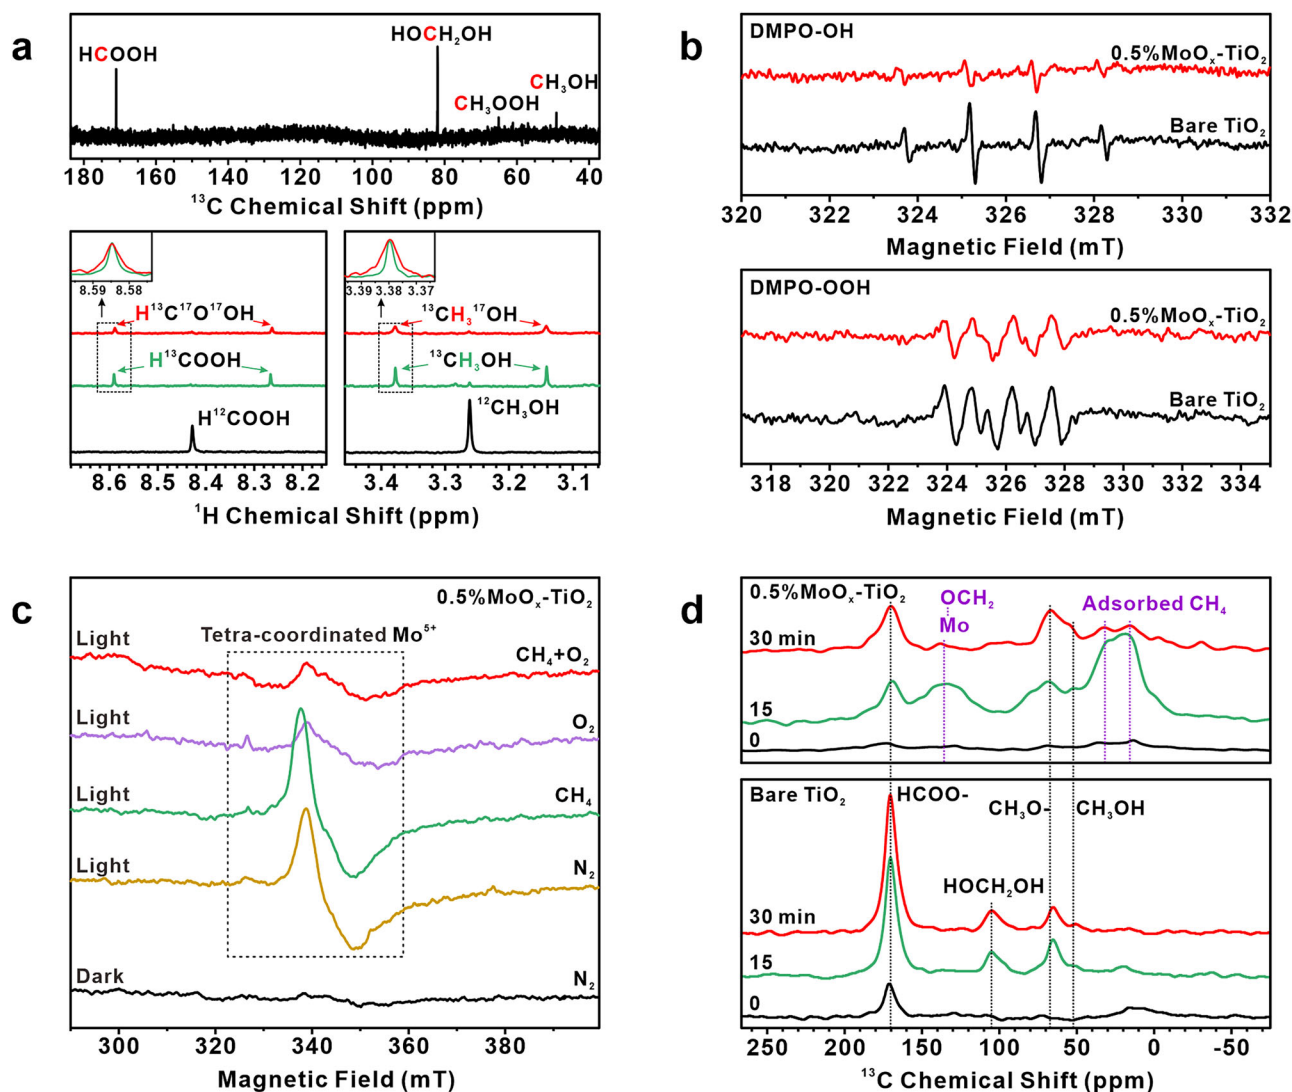 a
HCOOH
HOCH₂OH
CH₃OOH
CH₃OH
180 160 140 120 100 80 60 40
¹³C Chemical Shift (ppm)
8.59 8.58
H¹³C¹⁷O¹⁷OH
H¹³COOH
H¹²COOH
8.6 8.5 8.4 8.3 8.2
3.39 3.38 3.37
¹³CH₃¹⁷OH
¹³CH₃OH
¹²CH₃OH
3.4 3.3 3.2 3.1
¹H Chemical Shift (ppm)
b
DMPO-OH
0.5%MoOₓ-TiO₂
Bare TiO₂
320 322 324 326 328 330 332
Magnetic Field (mT)
DMPO-OOH
0.5%MoOₓ-TiO₂
Bare TiO₂
318 320 322 324 326 328 330 332 334
Magnetic Field (mT)
c
0.5%MoOₓ-TiO₂
Tetra-coordinated Mo⁵⁺
Light CH₄+O₂
Light O₂
Light CH₄
Light N₂
Dark N₂
300 320 340 360 380
Magnetic Field (mT)
d
0.5%MoOₓ-TiO₂
OCH₂
Mo
Adsorbed CH₄
30 min
15
0
Bare TiO₂
HCOO-
CH₃O-
CH₃OH
HOCH₂OH
30 min
15
0
250 200 150 100 50 0 -50
¹³C Chemical Shift (ppm)